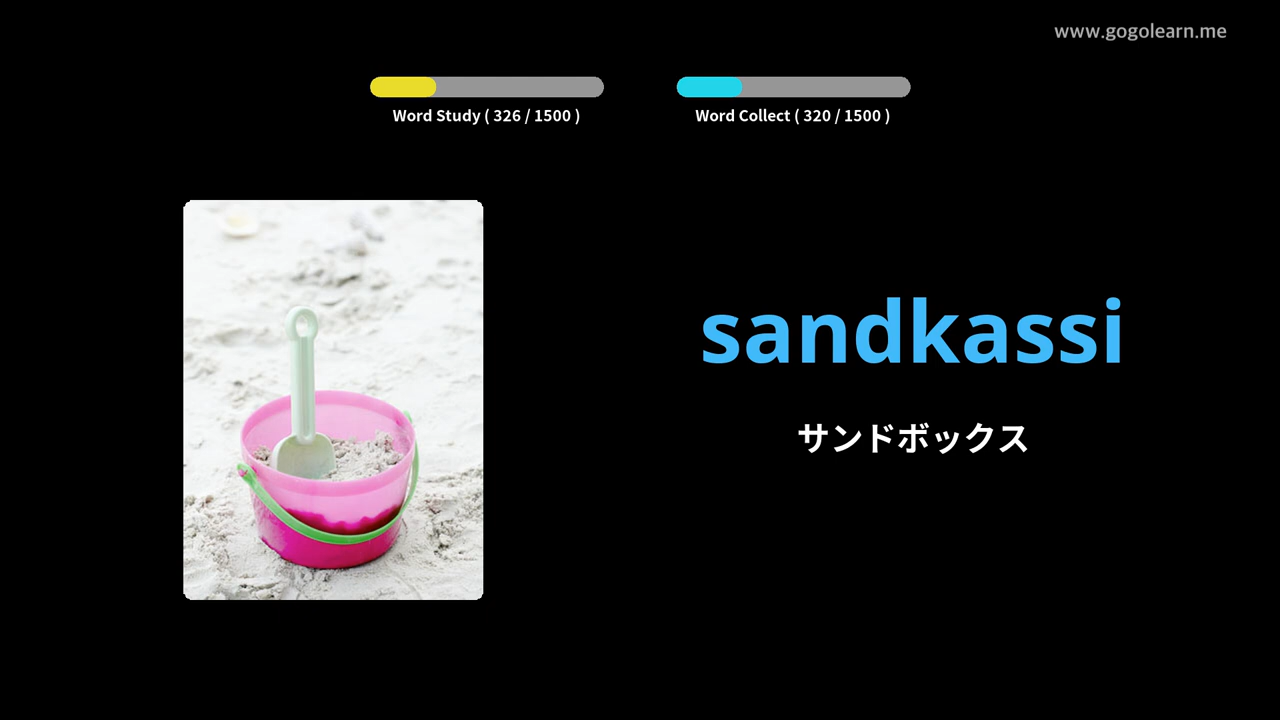 www.gogolearn.me
Word Study ( 326 / 1500 )
Word Collect ( 320 / 1500 )
sandkassi
サンドボックス